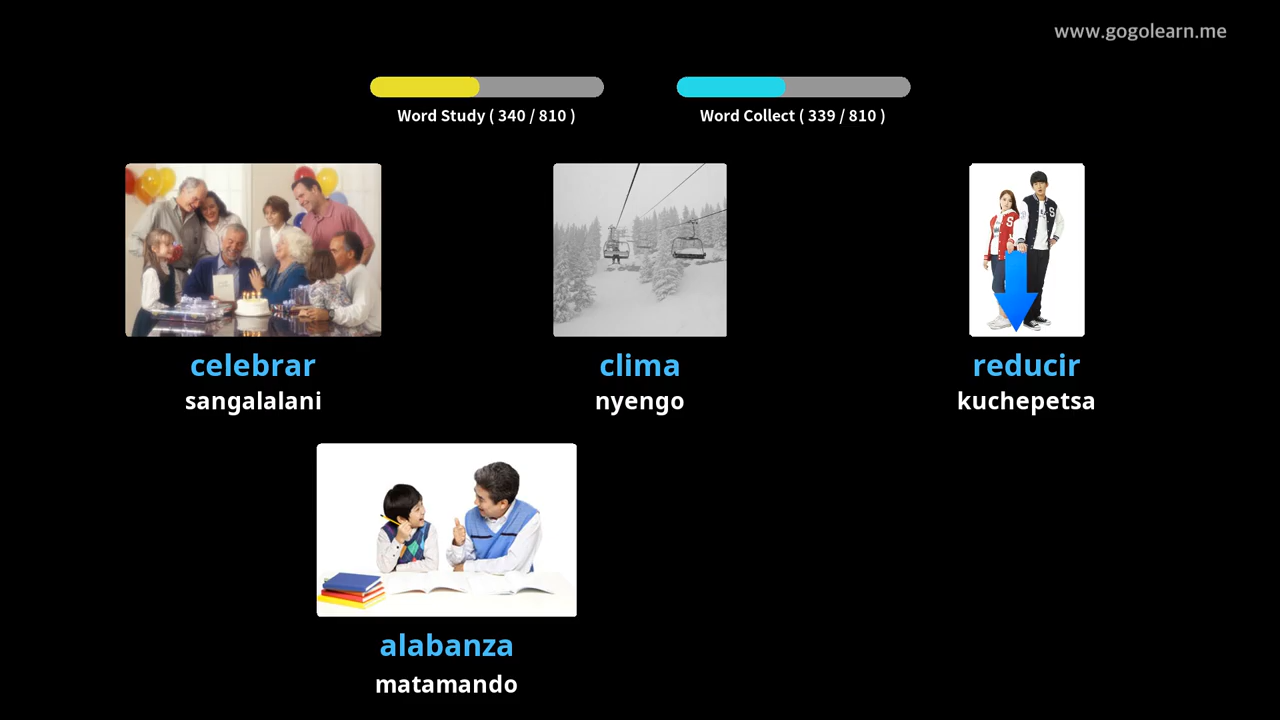 www.gogolearn.me
Word Study ( 340 / 810 )
Word Collect ( 339 / 810 )
celebrar
sangalalani
clima
nyengo
reducir
kuchepetsa
alabanza
matamando